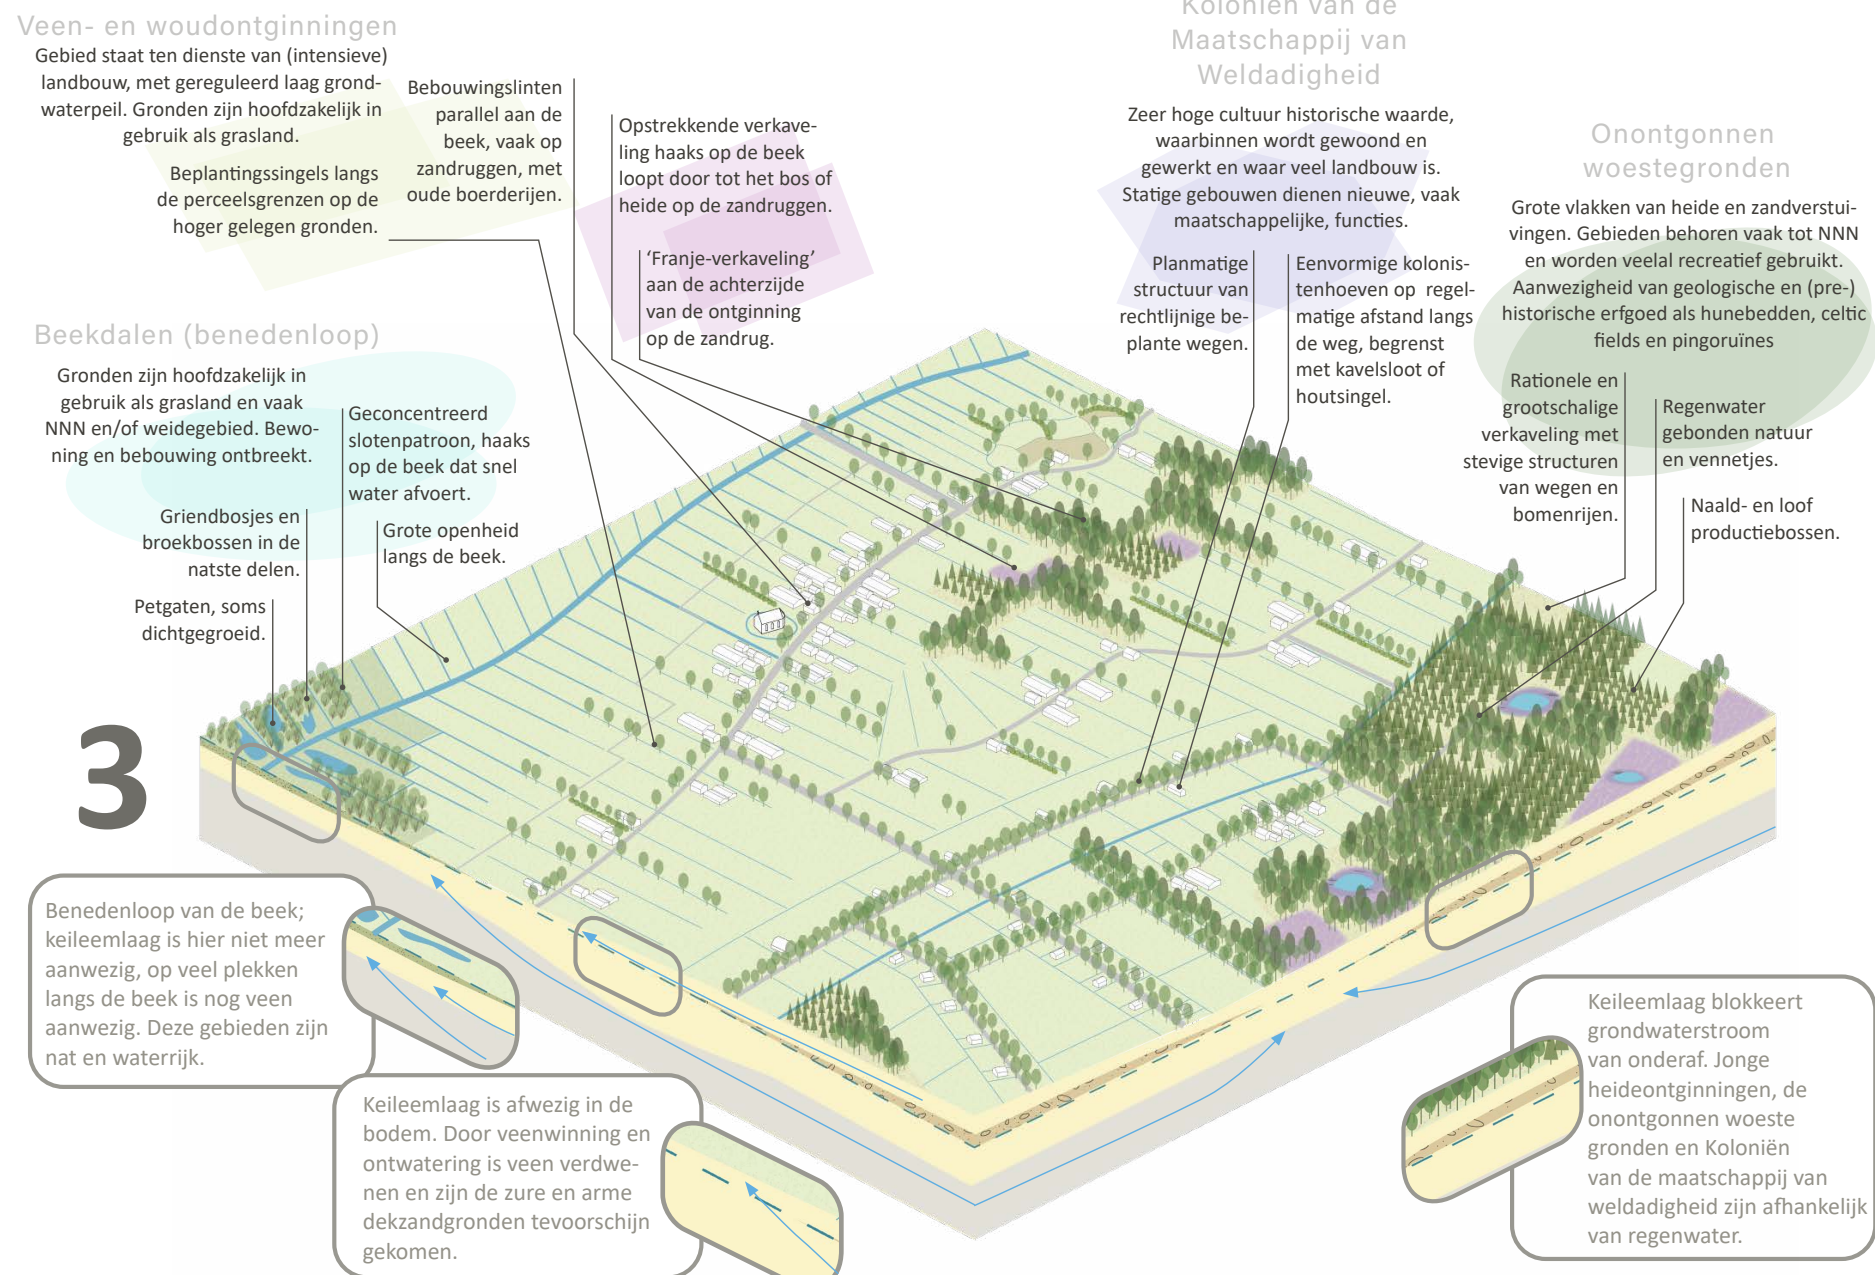 Veen- en woudontginningen
Gebied staat ten dienste van (intensieve)
landbouw, met gereguleerd laag grond-
waterpeil. Gronden zijn hoofdzakelijk in
gebruik als grasland.
Beplantingssingels langs
de perceelsgrenzen op de
hoger gelegen gronden.
Bebouwingslinten
parallel aan de
beek, vaak op
zandruggen, met
oude boerderijen.
Opstrekkende verkave-
ling haaks op de beek
loopt door tot het bos of
heide op de zandruggen.
‘Franje-verkaveling’
aan de achterzijde
van de ontginning
op de zandrug.
Koloniën van de
Maatschappij van
Weldadigheid
Zeer hoge cultuur historische waarde,
waarbinnen wordt gewoond en
gewerkt en waar veel landbouw is.
Statige gebouwen dienen nieuwe, vaak
maatschappelijke, functies.
Planmatige
structuur van
rechtlijnige be-
plante wegen.
Eenvormige kolonis-
tenhoeven op regel-
matige afstand langs
de weg, begrenst
met kavelsloot of
houtsingel.
Onontgonnen
woestegronden
Grote vlakken van heide en zandverstui-
vingen. Gebieden behoren vaak tot NNN
en worden veelal recreatief gebruikt.
Aanwezigheid van geologische en (pre-)
historische erfgoed als hunebedden, celtic
fields en pingoruïnes
Rationele en
grootschalige
verkaveling met
stevige structuren
van wegen en
bomenrijen.
Regenwater
gebonden natuur
en vennetjes.
Naald- en loof
productiebossen.
Beekdalen (benedenloop)
Gronden zijn hoofdzakelijk in
gebruik als grasland en vaak
NNN en/of weidegebied. Bewo-
ning en bebouwing ontbreekt.
Geconcentreerd
slotenpatroon, haaks
op de beek dat snel
water afvoert.
Griendbosjes en
broekbossen in de
natste delen.
Grote openheid
langs de beek.
Petgaten, soms
dichtgegroeid.
3
Benedenloop van de beek;
keileemlaag is hier niet meer
aanwezig, op veel plekken
langs de beek is nog veen
aanwezig. Deze gebieden zijn
nat en waterrijk.
Keileemlaag is afwezig in de
bodem. Door veenwinning en
ontwatering is veen verdwe-
nen en zijn de zure en arme
dekzandgronden tevoorschijn
gekomen.
Keileemlaag blokkeert
grondwaterstroom
van onderaf. Jonge
heideontginningen, de
onontgonnen woeste
gronden en Koloniën
van de maatschappij van
weldadigheid zijn afhankelijk
van regenwater.